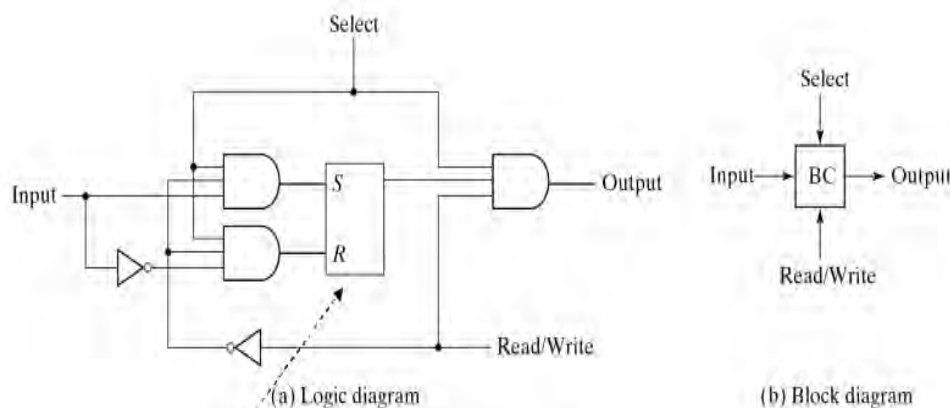 Select
Input
S
R
Output
Read/Write
(a) Logic diagram
Select
Input
BC
Output
Read/Write
(b) Block diagram